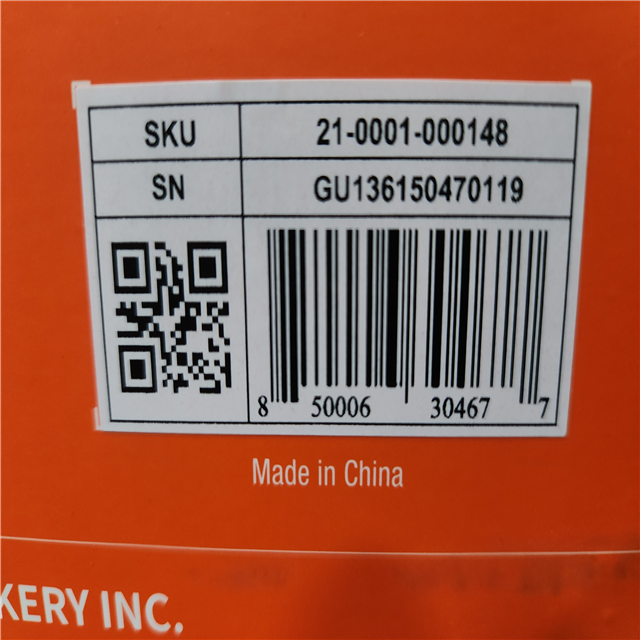 SKU 21-0001-000148
SN GU136150470119
8 50006 30467 7
Made in China
KERY INC.